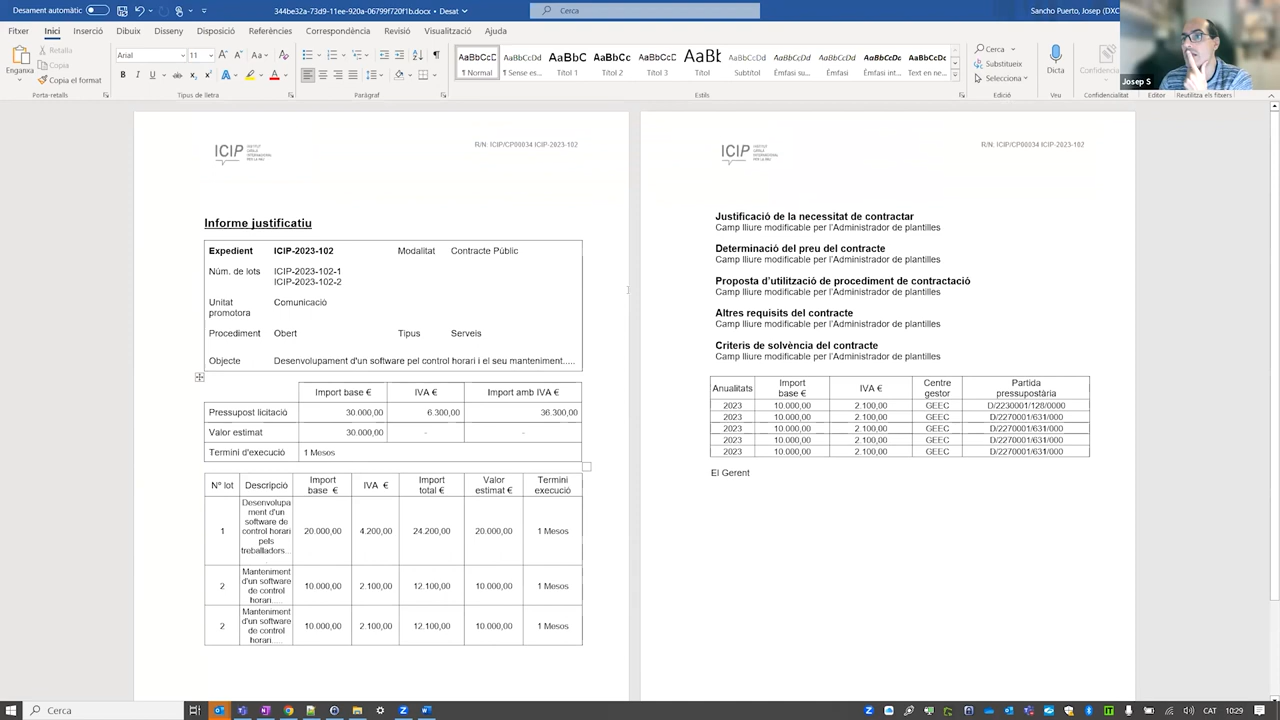 Desament automàtic
344be32a-73d9-11ee-920a-06799f720f1b.docx • Desat
Cerca
Sancho Puerto, Josep (DXC
Fitxer Inici Inserció Dibuix Disseny Disposició Referències Correspondència Revisió Visualització Ajuda
Enganxa
Retalla
Copia
Copia el format
Porta-retalls
Arial 11
Tipus de lletra
Paràgraf
AaBbCcDd AaBbCcDd AaBbC AaBbCc AaBbCcD AaBb AaBbCcDd AaBbCcDd AaBbCcDd AaBbCcDd AaBbCcDd
¶ Normal ¶ Sense es... Títol 1 Títol 2 Títol 3 Títol Subtítol Èmfasi su... Èmfasi Èmfasi int... Text en ne...
Estils
Cerca
Substitueix
Selecciona
Edició
Dicta
Veu
Confidencia
Confidencialitat
Editor
Reutilitza els fitxers
Josep S
ICIP
R/N: ICIP/CP00034 ICIP-2023-102
Informe justificatiu
Expedient ICIP-2023-102 Modalitat Contracte Públic
Núm. de lots ICIP-2023-102-1
ICIP-2023-102-2
Unitat promotora Comunicació
Procediment Obert Tipus Serveis
Objecte Desenvolupament d'un software pel control horari i el seu manteniment.....
Import base € IVA € Import amb IVA €
Pressupost licitació 30.000,00 6.300,00 36.300,00
Valor estimat 30.000,00 - -
Termini d'execució 1 Mesos
Nº lot Descripció Import base € IVA € Import total € Valor estimat € Termini execució
1 Desenvolupament d'un software de control horari pels treballadors... 20.000,00 4.200,00 24.200,00 20.000,00 1 Mesos
2 Manteniment d'un software de control horari..... 10.000,00 2.100,00 12.100,00 10.000,00 1 Mesos
2 Manteniment d'un software de control horari..... 10.000,00 2.100,00 12.100,00 10.000,00 1 Mesos
ICIP
R/N: ICIP/CP00034 ICIP-2023-102
Justificació de la necessitat de contractar
Camp lliure modificable per l'Administrador de plantilles
Determinació del preu del contracte
Camp lliure modificable per l'Administrador de plantilles
Proposta d'utilització de procediment de contractació
Camp lliure modificable per l'Administrador de plantilles
Altres requisits del contracte
Camp lliure modificable per l'Administrador de plantilles
Criteris de solvència del contracte
Camp lliure modificable per l'Administrador de plantilles
Anualitats Import base € IVA € Centre gestor Partida pressupostària
2023 10.000,00 2.100,00 GEEC D/2230001/128/0000
2023 10.000,00 2.100,00 GEEC D/2270001/631/000
2023 10.000,00 2.100,00 GEEC D/2270001/631/000
2023 10.000,00 2.100,00 GEEC D/2270001/631/000
2023 10.000,00 2.100,00 GEEC D/2270001/631/000
El Gerent
Cerca
CAT 10:29